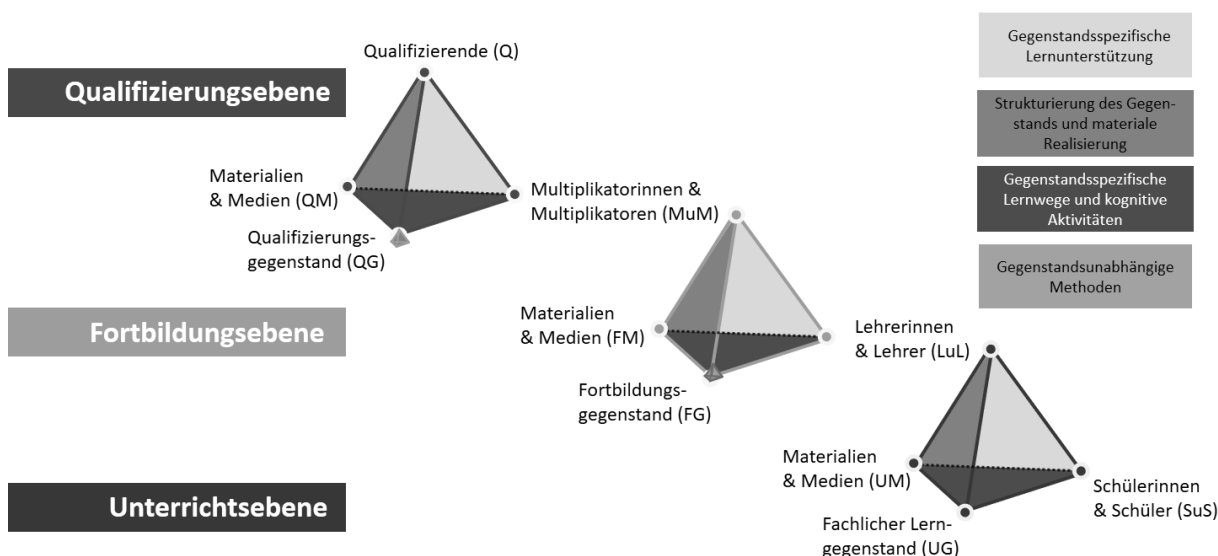 Qualifizierende (Q)
Qualifizierungsebene
Materialien
& Medien (QM)
Multiplikatorinnen &
Multiplikatoren (MuM)
Qualifizierungs-
gegenstand (QG)
Fortbildungsebene
Materialien
& Medien (FM)
Lehrerinnen
& Lehrer (LuL)
Fortbildungs-
gegenstand (FG)
Unterrichtsebene
Materialien
& Medien (UM)
Schülerinnen
& Schüler (SuS)
Fachlicher Lern-
gegenstand (UG)
Gegenstandsspezifische
Lernunterstützung
Strukturierung des Gegen-
stands und materiale
Realisierung
Gegenstandsspezifische
Lernwege und kognitive
Aktivitäten
Gegenstandsunabhängige
Methoden